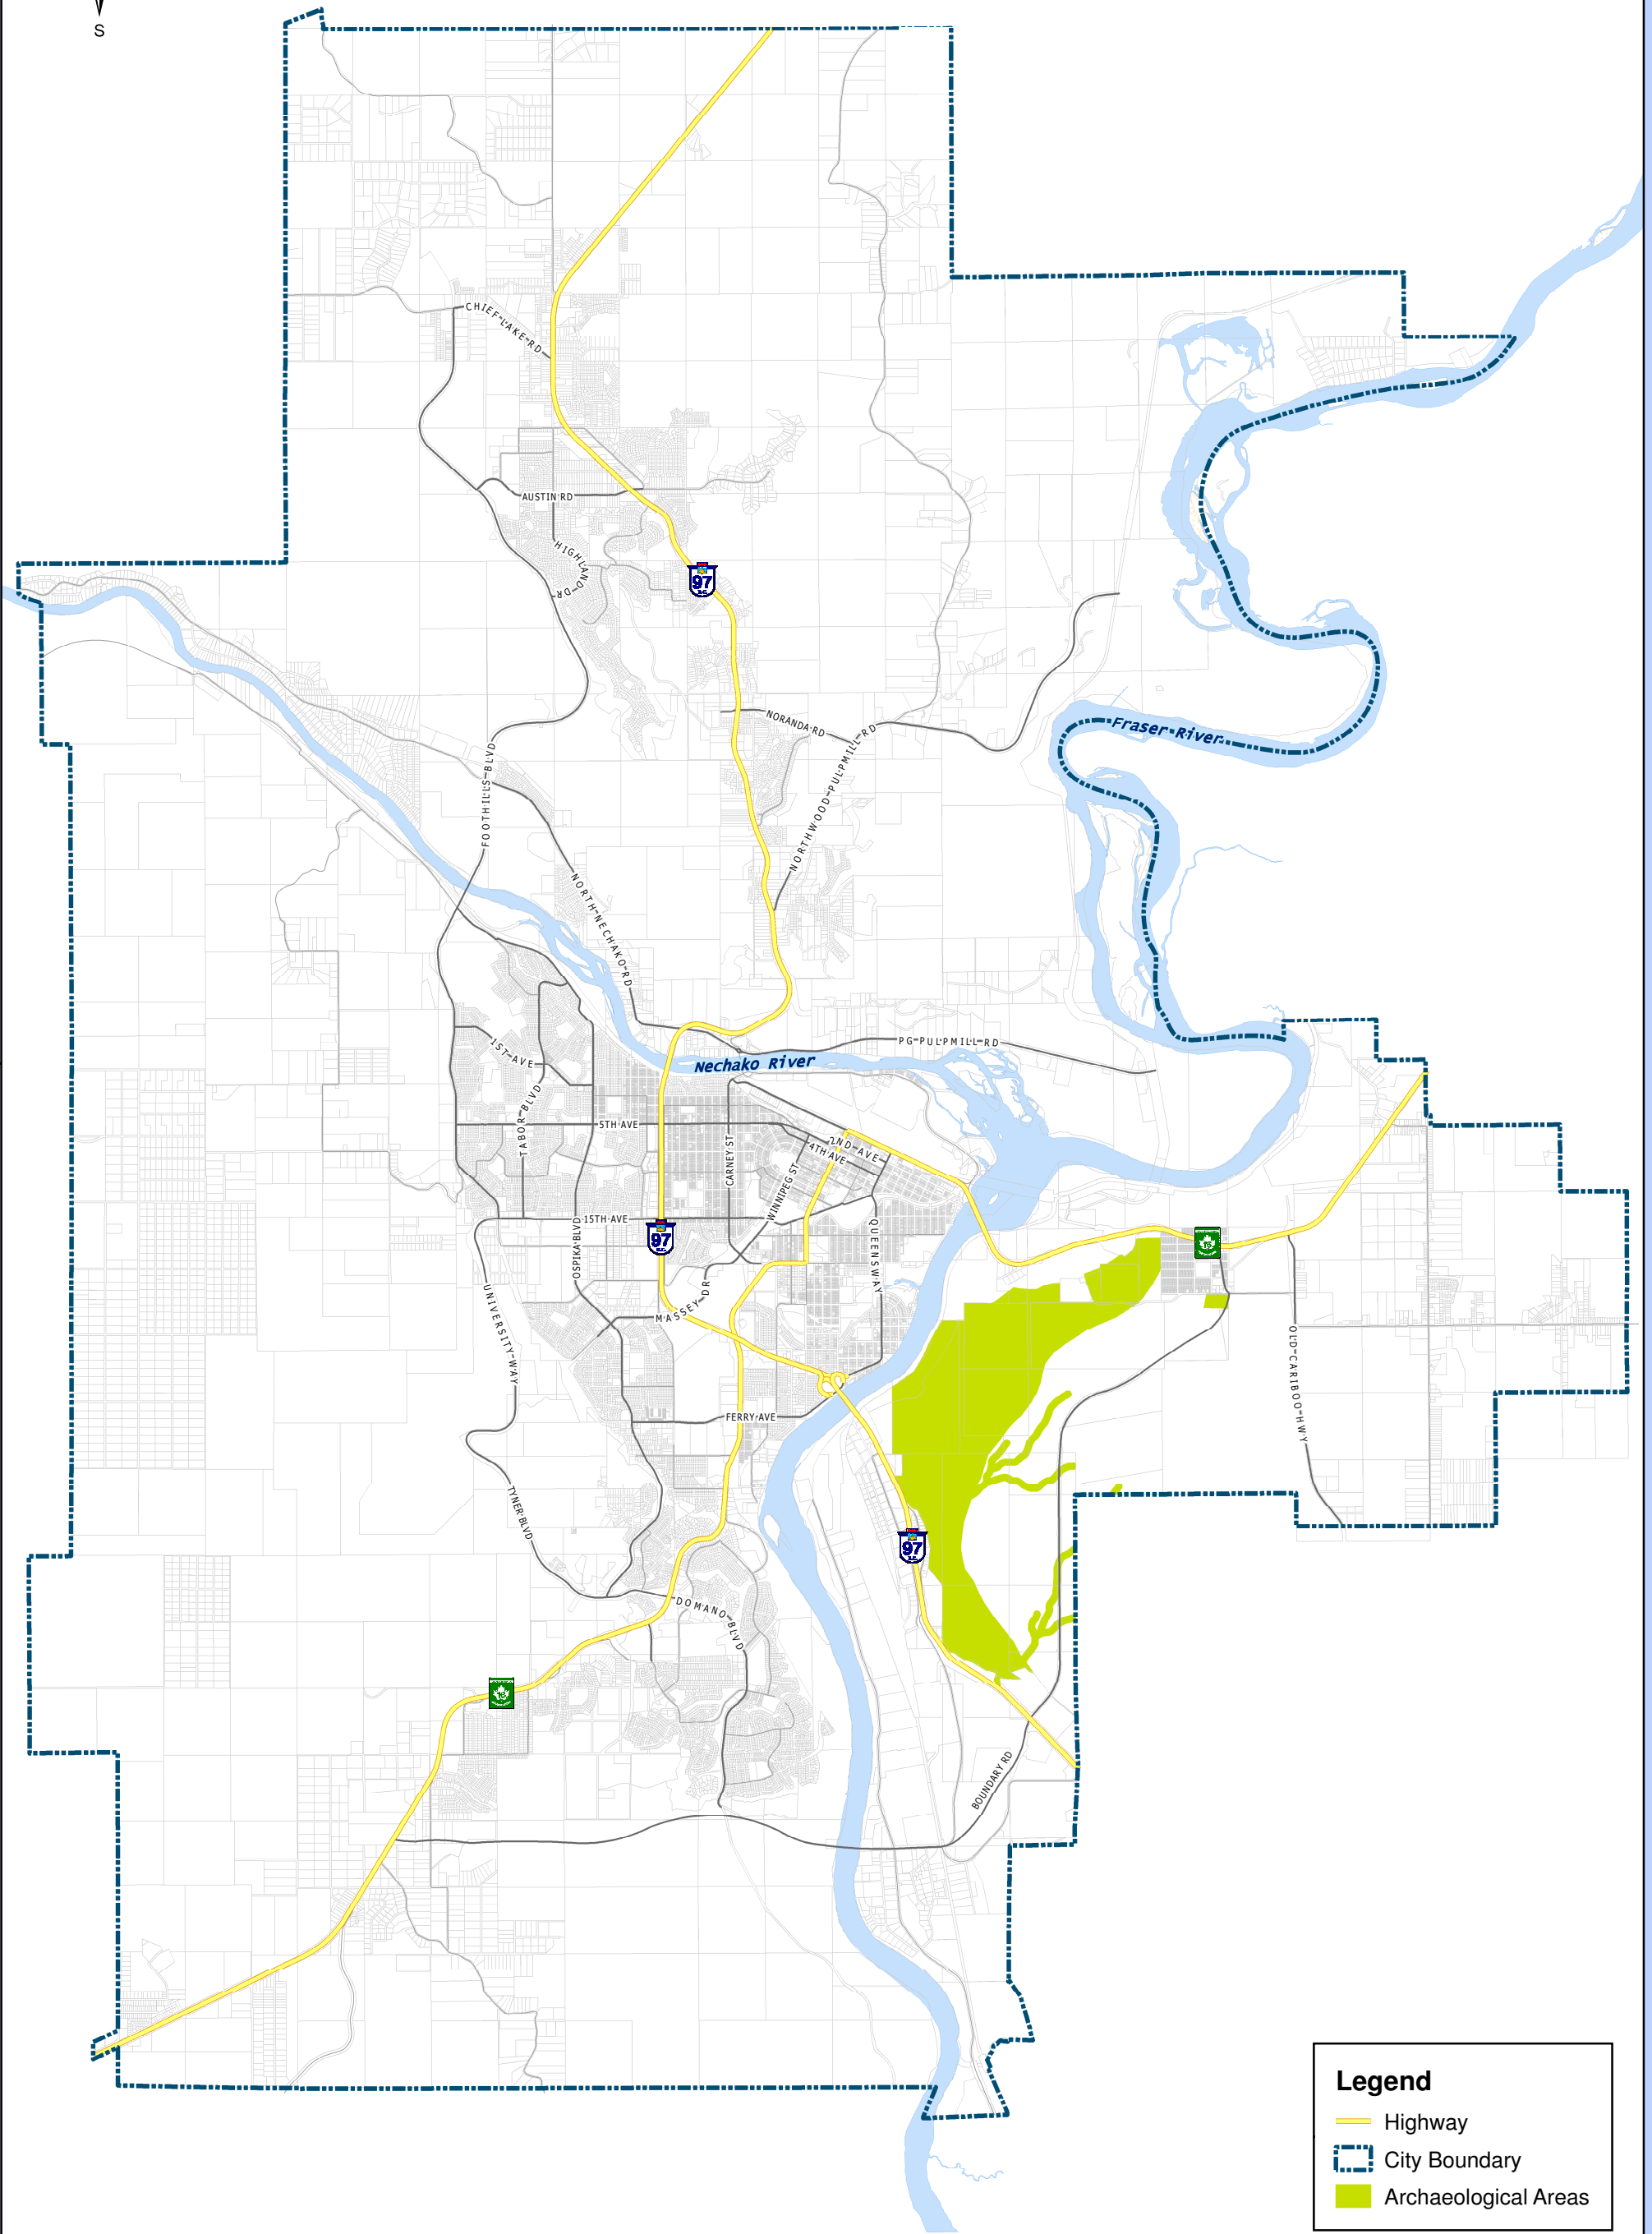 S
CHIEF LAKE RD
AUSTIN RD
HIGHLAND DR
97
B.C.
NORANDA RD
Fraser River
FOOTHILLS BLVD
NORTHWOOD PULPMILL RD
NORTH NECHAKO RD
1ST AVE
PG PULPMILL RD
Nechako River
TABOR BLVD
5TH AVE
CARNEY ST
2ND AVE
4TH AVE
WINNIPEG ST
15TH AVE
OSPIKA BLVD
97
B.C.
QUEENSWAY
16
UNIVERSITY WAY
MASSEY DR
OLD CARIBOO HWY
FERRY AVE
TYNER BLVD
97
B.C.
DOMANO BLVD
16
BOUNDARY RD
Legend
Highway
City Boundary
Archaeological Areas